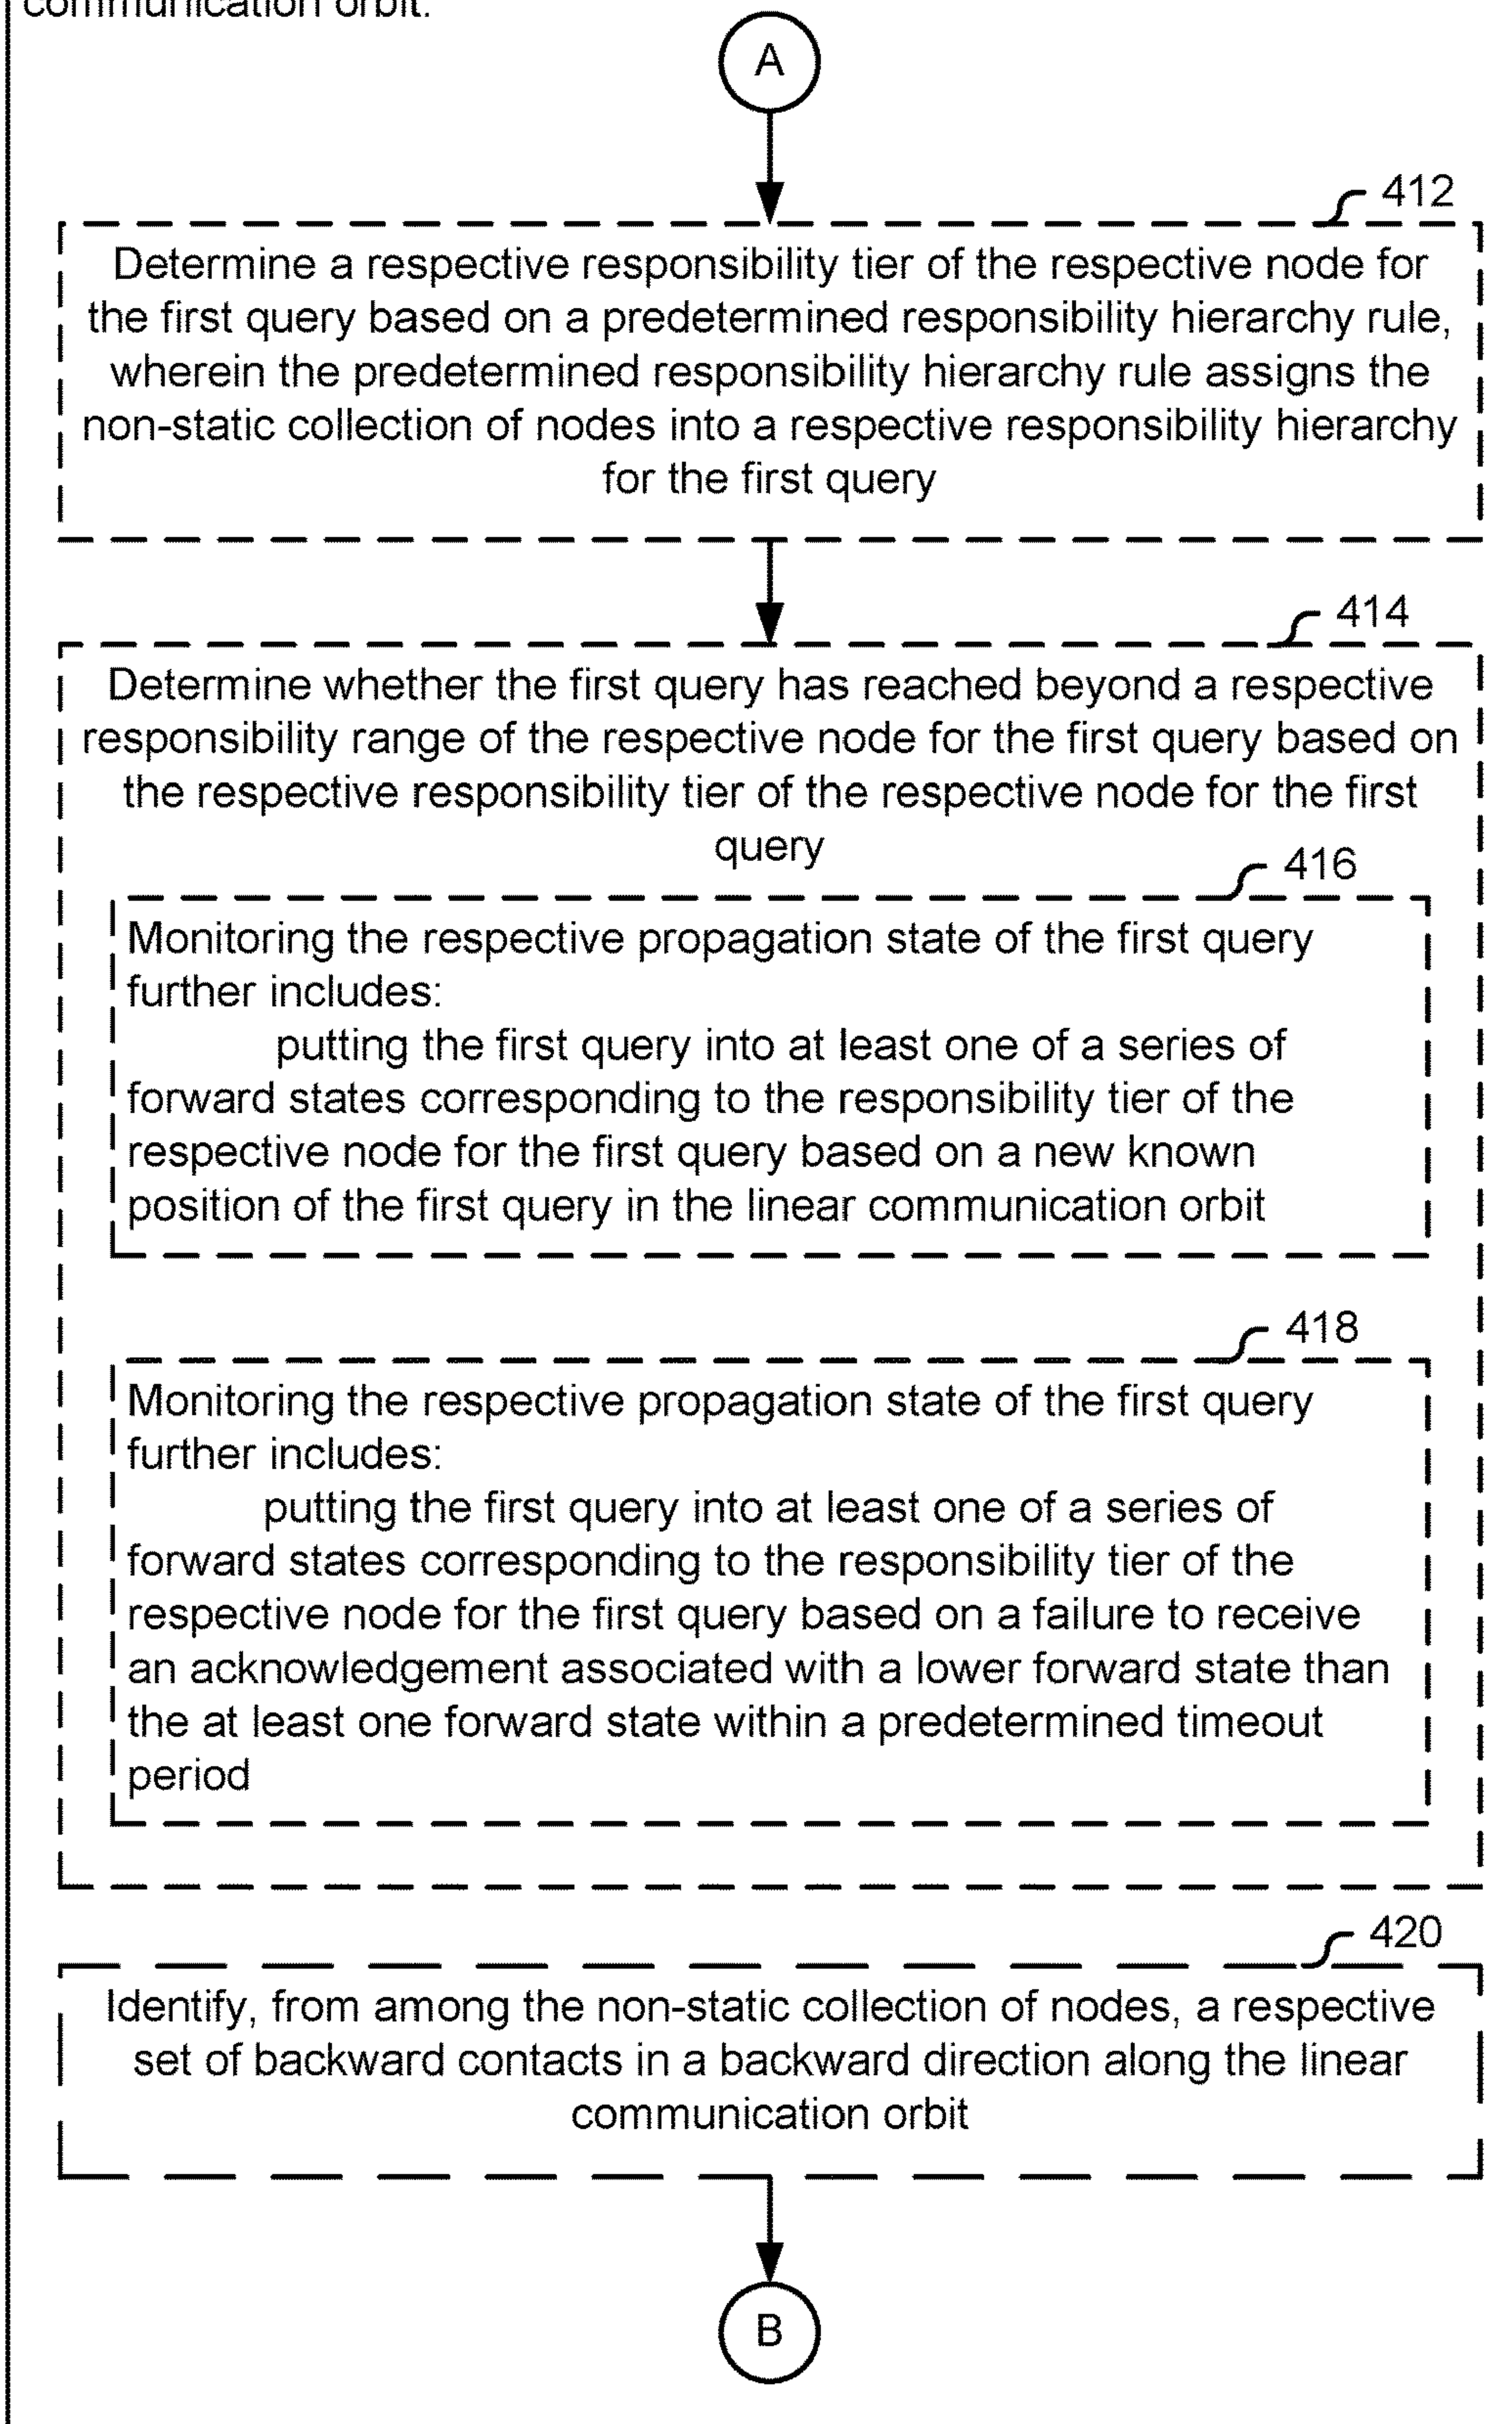 communication orbit.
A
412
Determine a respective responsibility tier of the respective node for
the first query based on a predetermined responsibility hierarchy rule,
wherein the predetermined responsibility hierarchy rule assigns the
non-static collection of nodes into a respective responsibility hierarchy
for the first query
414
Determine whether the first query has reached beyond a respective
responsibility range of the respective node for the first query based on
the respective responsibility tier of the respective node for the first
query
416
Monitoring the respective propagation state of the first query
further includes:
putting the first query into at least one of a series of
forward states corresponding to the responsibility tier of the
respective node for the first query based on a new known
position of the first query in the linear communication orbit
418
Monitoring the respective propagation state of the first query
further includes:
putting the first query into at least one of a series of
forward states corresponding to the responsibility tier of the
respective node for the first query based on a failure to receive
an acknowledgement associated with a lower forward state than
the at least one forward state within a predetermined timeout
period
420
Identify, from among the non-static collection of nodes, a respective
set of backward contacts in a backward direction along the linear
communication orbit
B